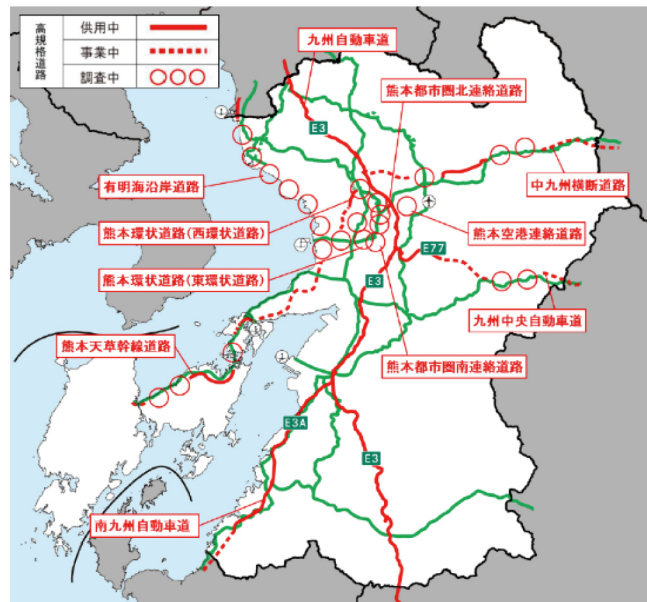 高規格道路
供用中
事業中
調査中
九州自動車道
熊本都市圏北連絡道路
E3
有明海沿岸道路
中九州横断道路
熊本環状道路(西環状道路)
熊本空港連絡道路
E77
熊本環状道路(東環状道路)
E3
九州中央自動車道
熊本天草幹線道路
熊本都市圏南連絡道路
E3A
E3
南九州自動車道